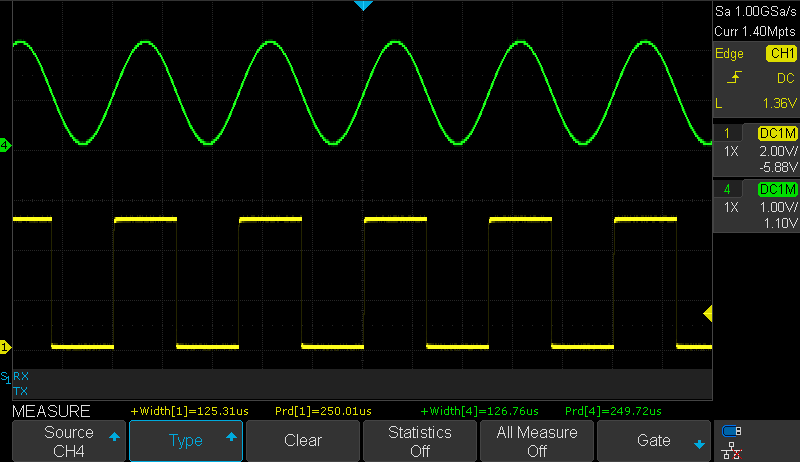 Sa 1.00GSa/s
Curr 1.40Mpts
Edge CH1
DC
L 1.36V
1 DC1M
1X 2.00V/
-5.88V
4 DC1M
1X 1.00V/
1.10V
4
1
S1 RX
TX
MEASURE +Width[1]=125.31us Prd[1]=250.01us +Width[4]=126.76us Prd[4]=249.72us
Source
CH4
Type
Clear
Statistics
Off
All Measure
Off
Gate